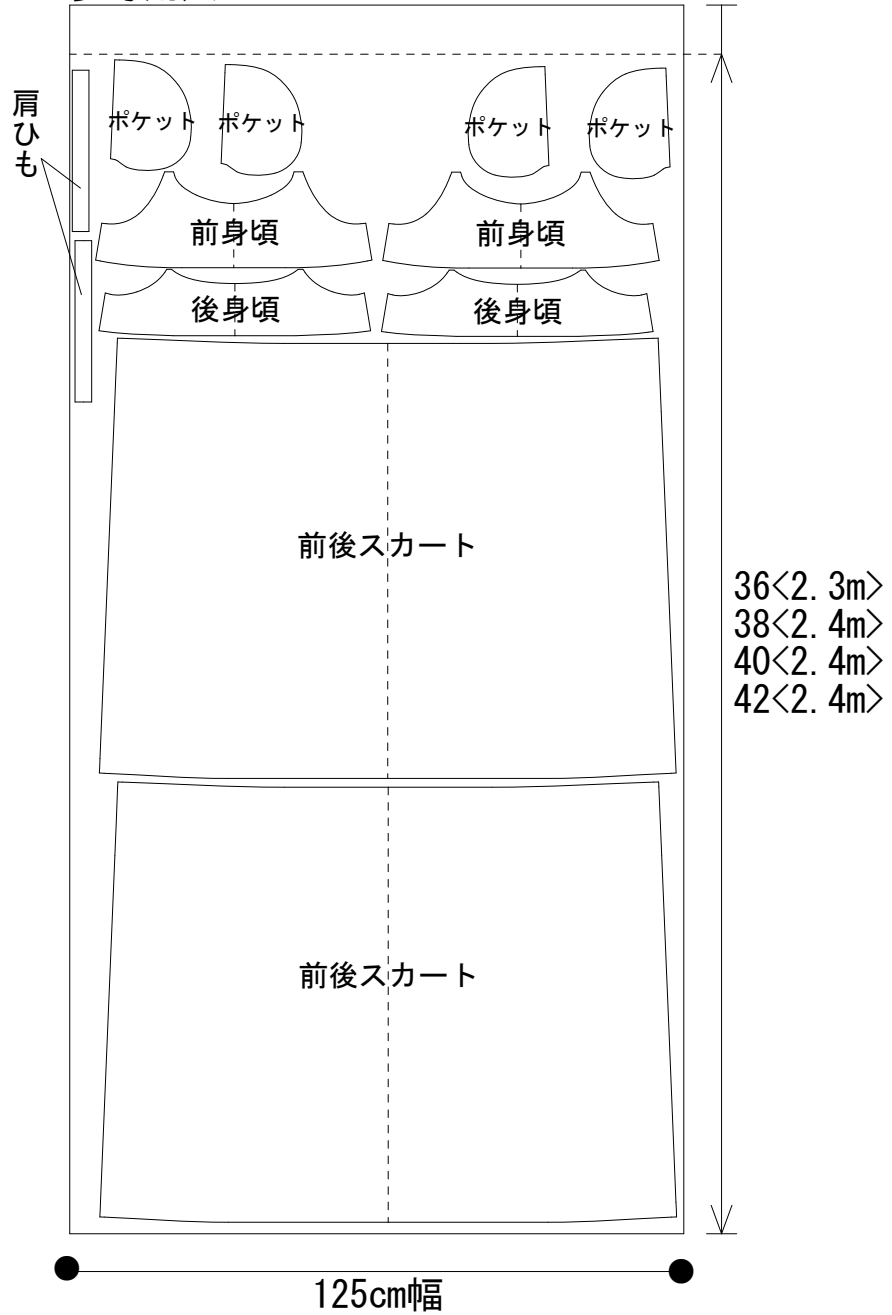 肩ひも
ポケット
ポケット
ポケット
ポケット
前身頃
前身頃
後身頃
後身頃
前後スカート
36<2.3m>
38<2.4m>
40<2.4m>
42<2.4m>
前後スカート
125cm幅